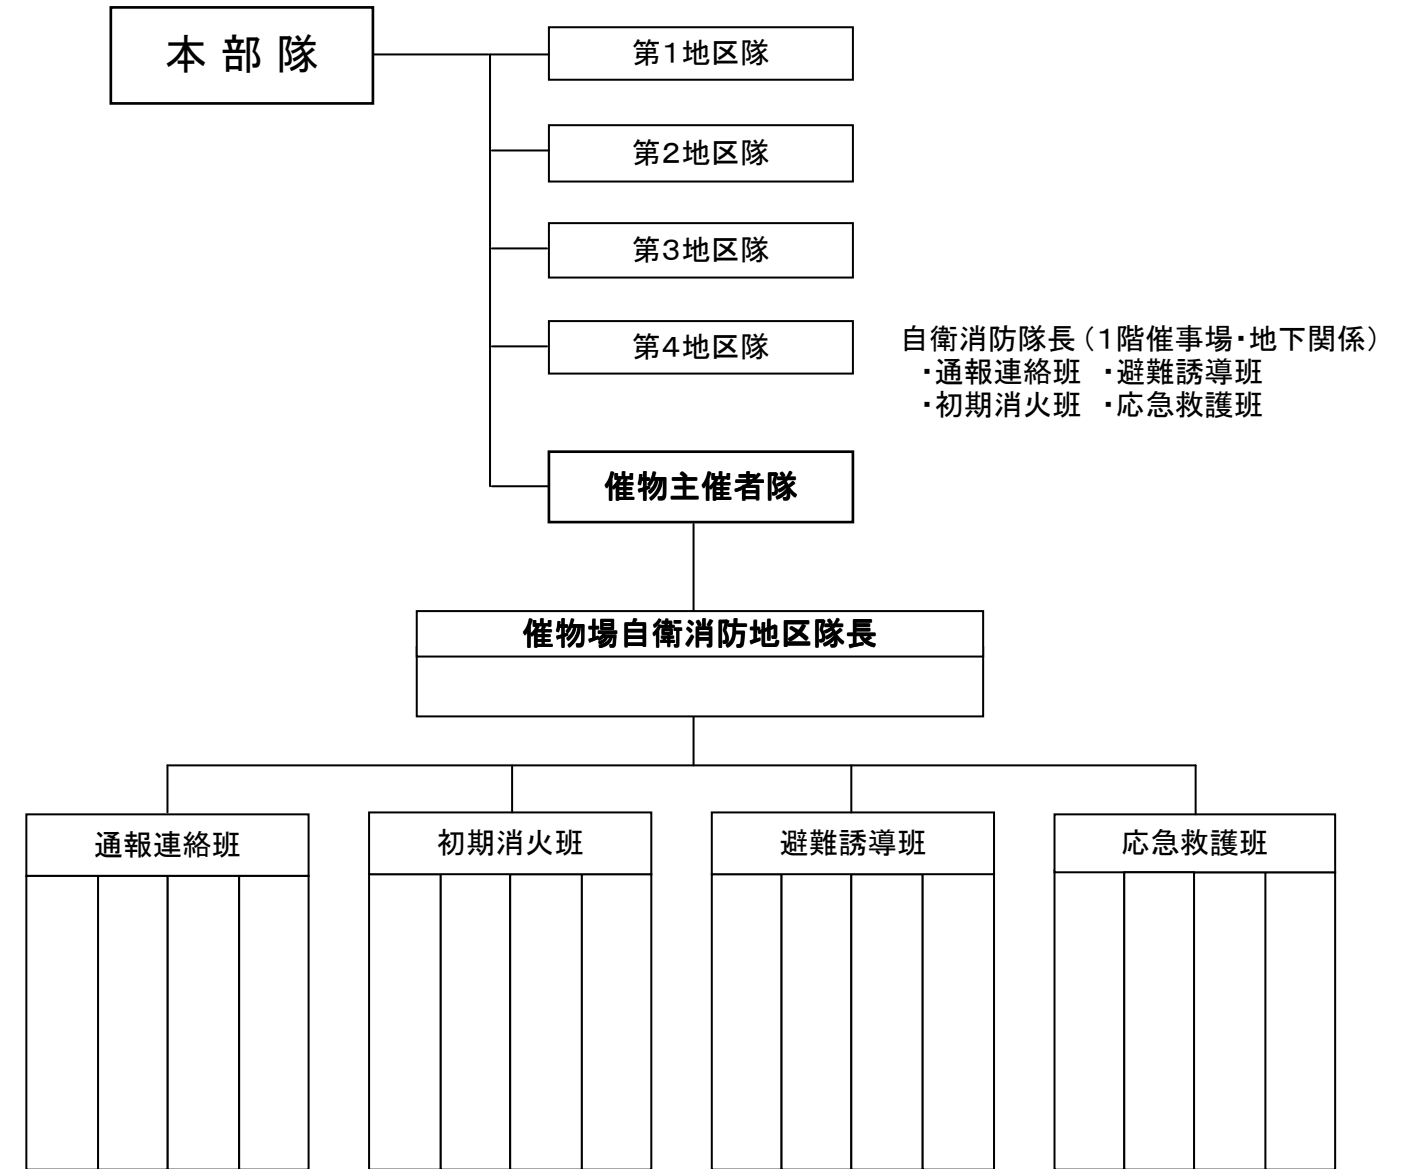 本部隊
第1地区隊
第2地区隊
第3地区隊
第4地区隊
自衛消防隊長（1階催事場・地下関係）
・通報連絡班　・避難誘導班
・初期消火班　・応急救護班
催物主催者隊
催物場自衛消防地区隊長
通報連絡班
初期消火班
避難誘導班
応急救護班